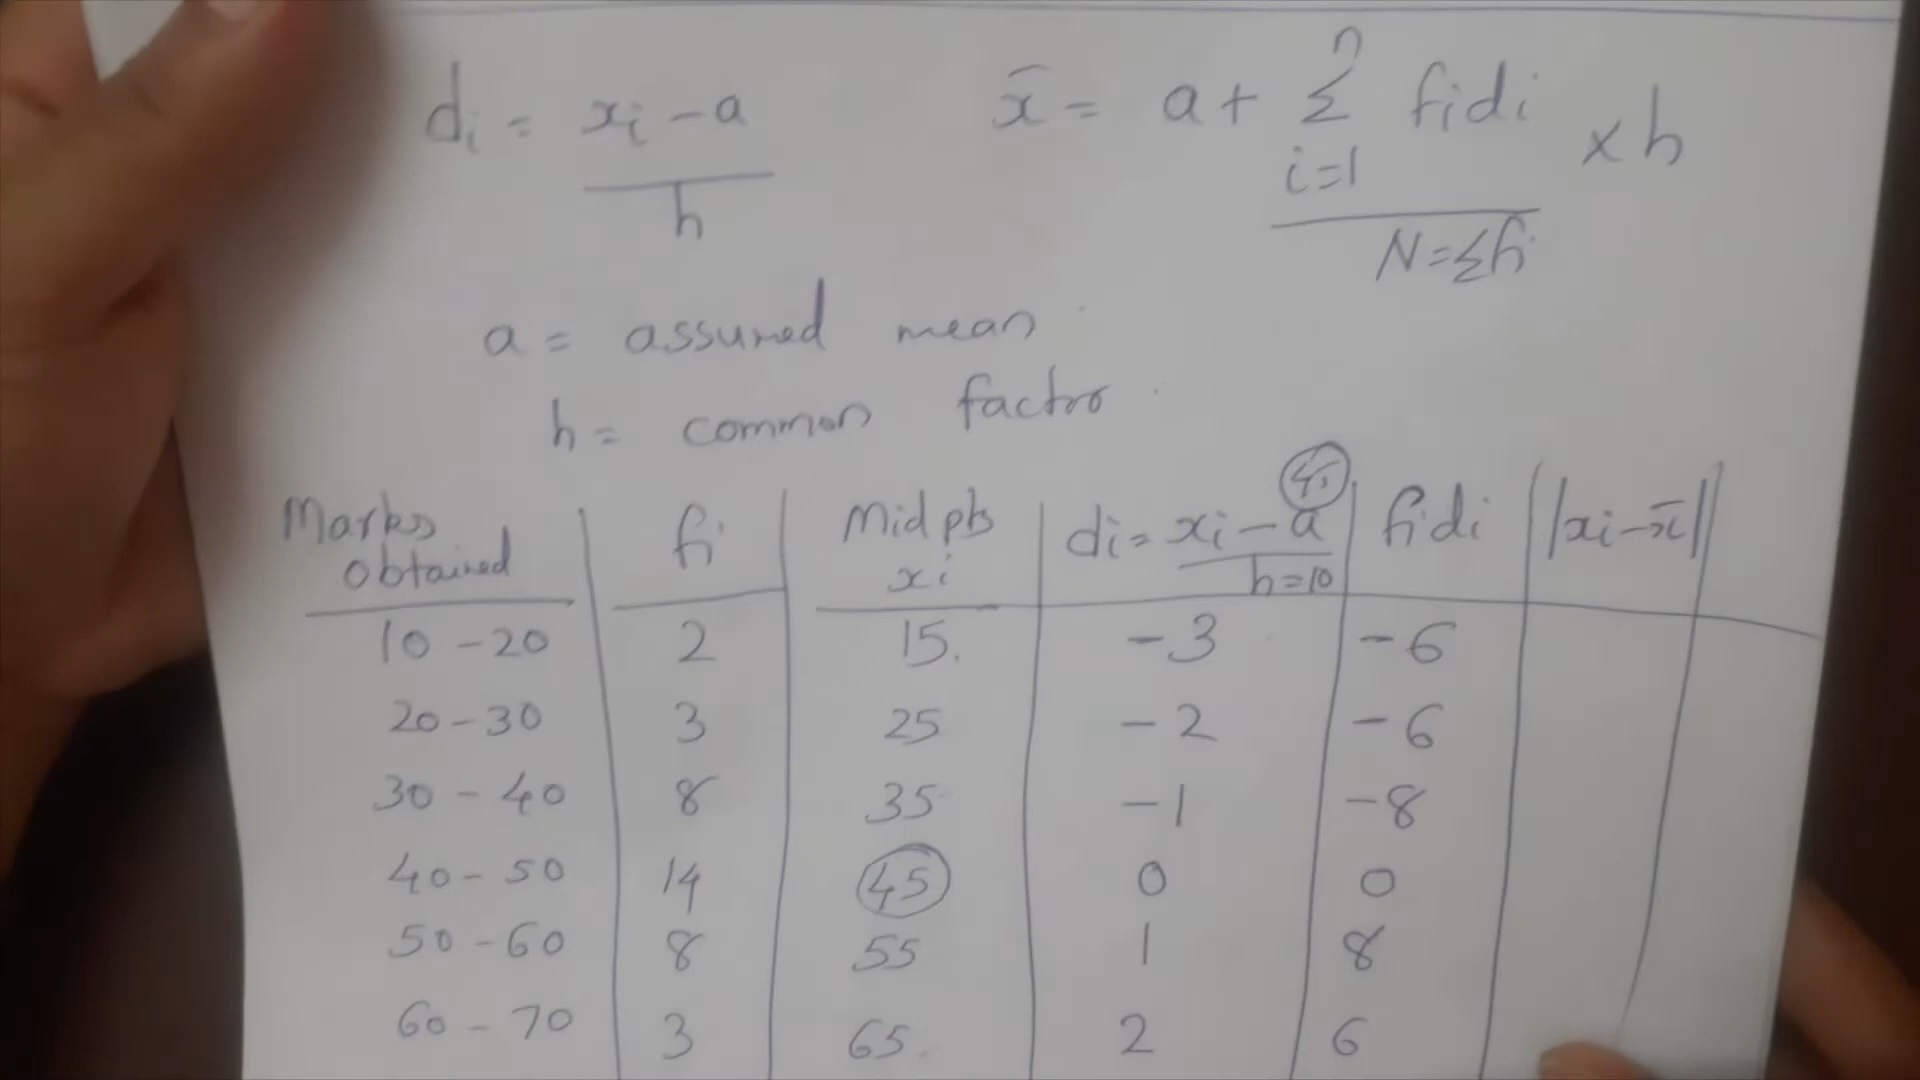 di = xi - a / h
x̄ = a + n Σ i=1 fidi / N = Σfi × h
a = assumed mean
h = common factor
Marks obtained | fi | Mid pts xi | di = xi - a / h = 10 | fidi | |xi - x̄|
45
10 - 20 2 15. -3 -6
20 - 30 3 25 -2 -6
30 - 40 8 35 -1 -8
40 - 50 14 45 0 0
50 - 60 8 55 1 8
60 - 70 3 65. 2 6